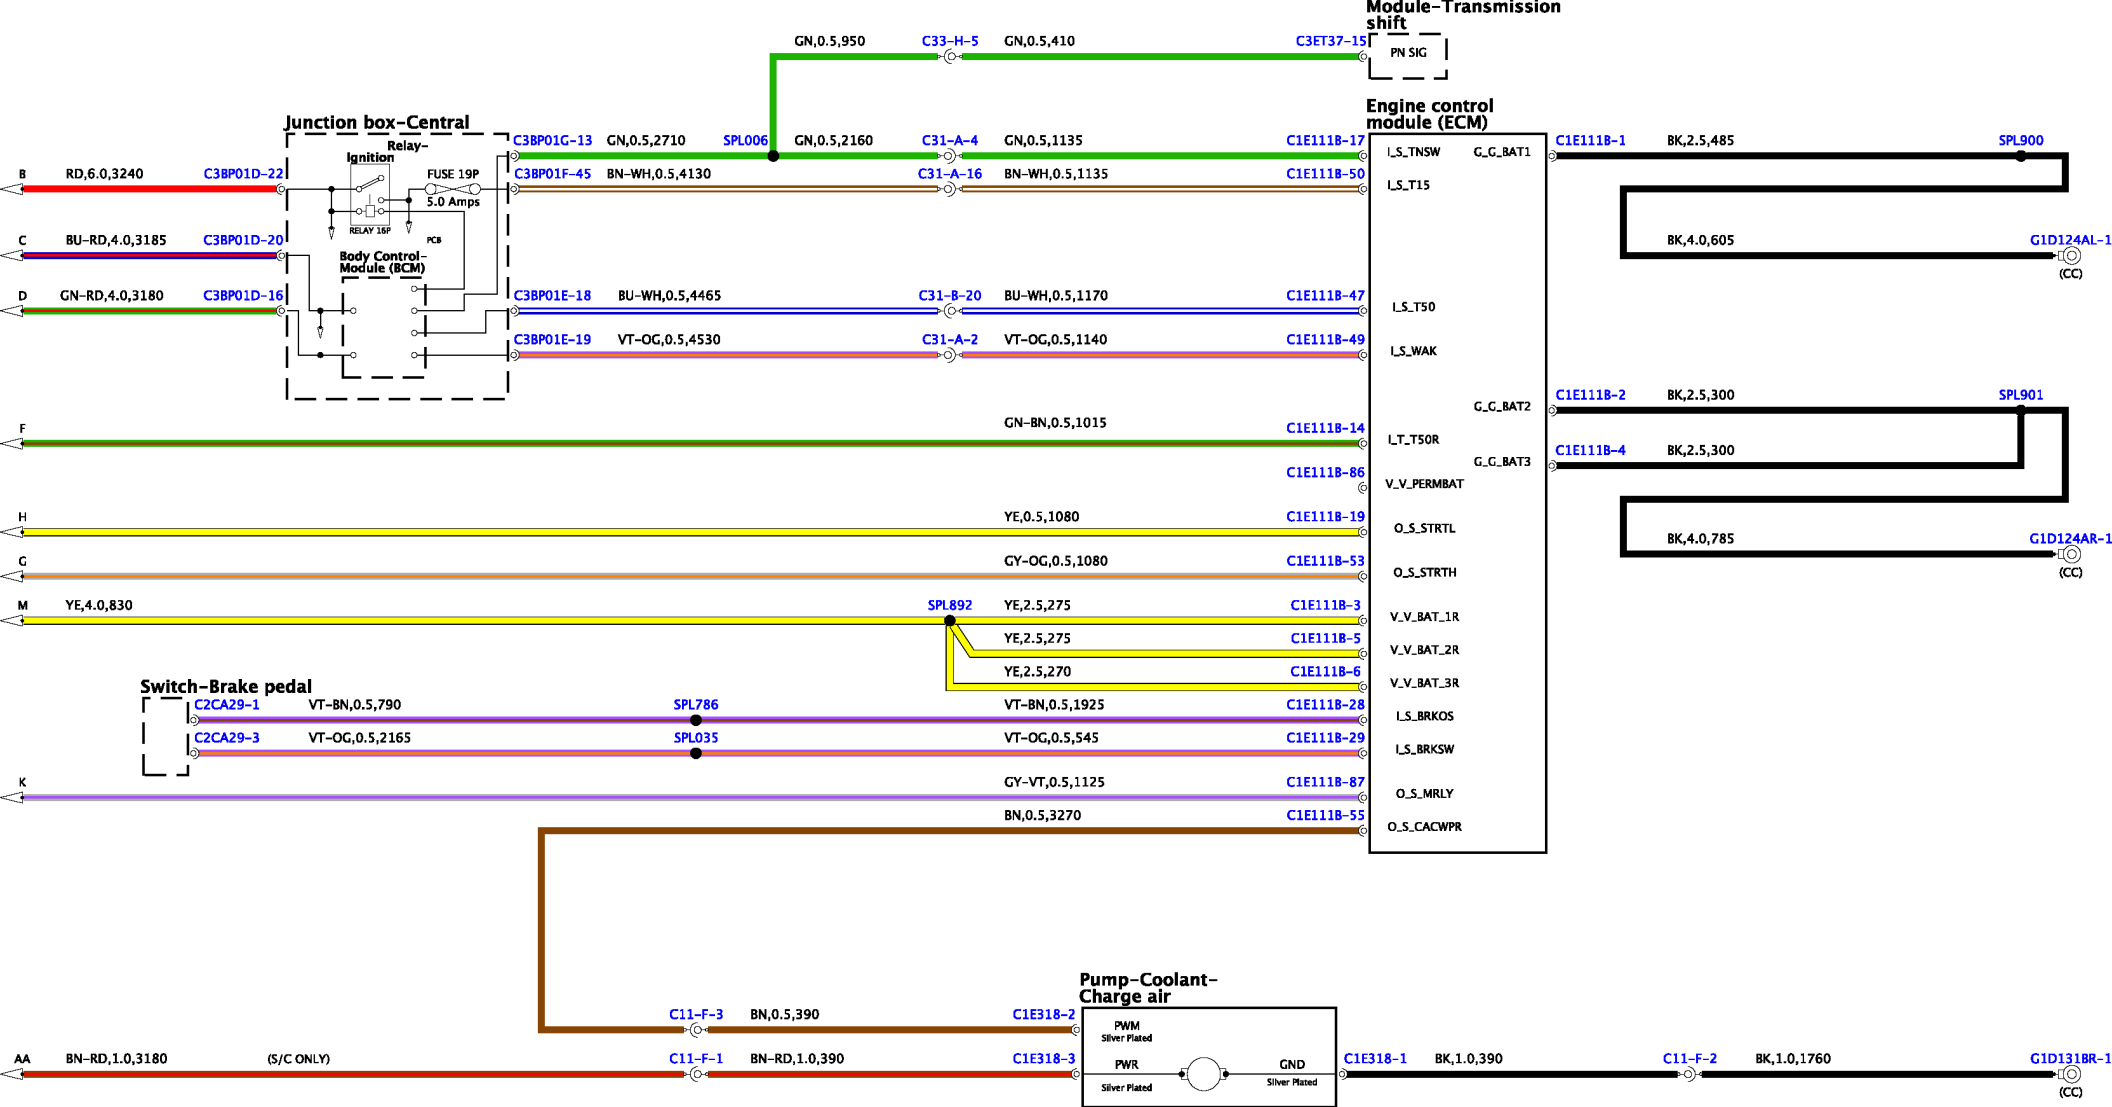 Module-Transmission
shift
GN,0.5,950 C33-H-5 GN,0.5,410 C3ET37-15 PN SIG
Engine control
module (ECM)
Junction box-Central
Relay-
Ignition
C3BP01G-13 GN,0.5,2710 SPL006 GN,0.5,2160 C31-A-4 GN,0.5,1135 C1E111B-17 I_S_TNSW G_G_BAT1 C1E111B-1 BK,2.5,485 SPL900
B RD,6.0,3240 C3BP01D-22 FUSE 19P C3BP01F-45 BN-WH,0.5,4130 C31-A-16 BN-WH,0.5,1135 C1E111B-50 I_S_T15
5.0 Amps
RELAY 16P
PCB
C BU-RD,4.0,3185 C3BP01D-20 BK,4.0,605 G1D124AL-1
(CC)
Body Control-
Module (BCM)
D GN-RD,4.0,3180 C3BP01D-16 C3BP01E-18 BU-WH,0.5,4465 C31-B-20 BU-WH,0.5,1170 C1E111B-47 I_S_T50
C3BP01E-19 VT-OG,0.5,4530 C31-A-2 VT-OG,0.5,1140 C1E111B-49 I_S_WAK
G_G_BAT2 C1E111B-2 BK,2.5,300 SPL901
F GN-BN,0.5,1015 C1E111B-14 I_T_T50R
G_G_BAT3 C1E111B-4 BK,2.5,300
C1E111B-86 V_V_PERMBAT
H YE,0.5,1080 C1E111B-19 O_S_STRTL
BK,4.0,785 G1D124AR-1
(CC)
G GY-OG,0.5,1080 C1E111B-53 O_S_STRTH
M YE,4.0,830 SPL892 YE,2.5,275 C1E111B-3 V_V_BAT_1R
YE,2.5,275 C1E111B-5 V_V_BAT_2R
YE,2.5,270 C1E111B-6 V_V_BAT_3R
Switch-Brake pedal
C2CA29-1 VT-BN,0.5,790 SPL786 VT-BN,0.5,1925 C1E111B-28 I_S_BRKOS
C2CA29-3 VT-OG,0.5,2165 SPL035 VT-OG,0.5,545 C1E111B-29 I_S_BRKSW
K GY-VT,0.5,1125 C1E111B-87 O_S_MRLY
BN,0.5,3270 C1E111B-55 O_S_CACWPR
Pump-Coolant-
Charge air
C11-F-3 BN,0.5,390 C1E318-2 PWM
Silver Plated
AA BN-RD,1.0,3180 (S/C ONLY) C11-F-1 BN-RD,1.0,390 C1E318-3 PWR GND C1E318-1 BK,1.0,390 C11-F-2 BK,1.0,1760 G1D131BR-1
Silver Plated Silver Plated (CC)